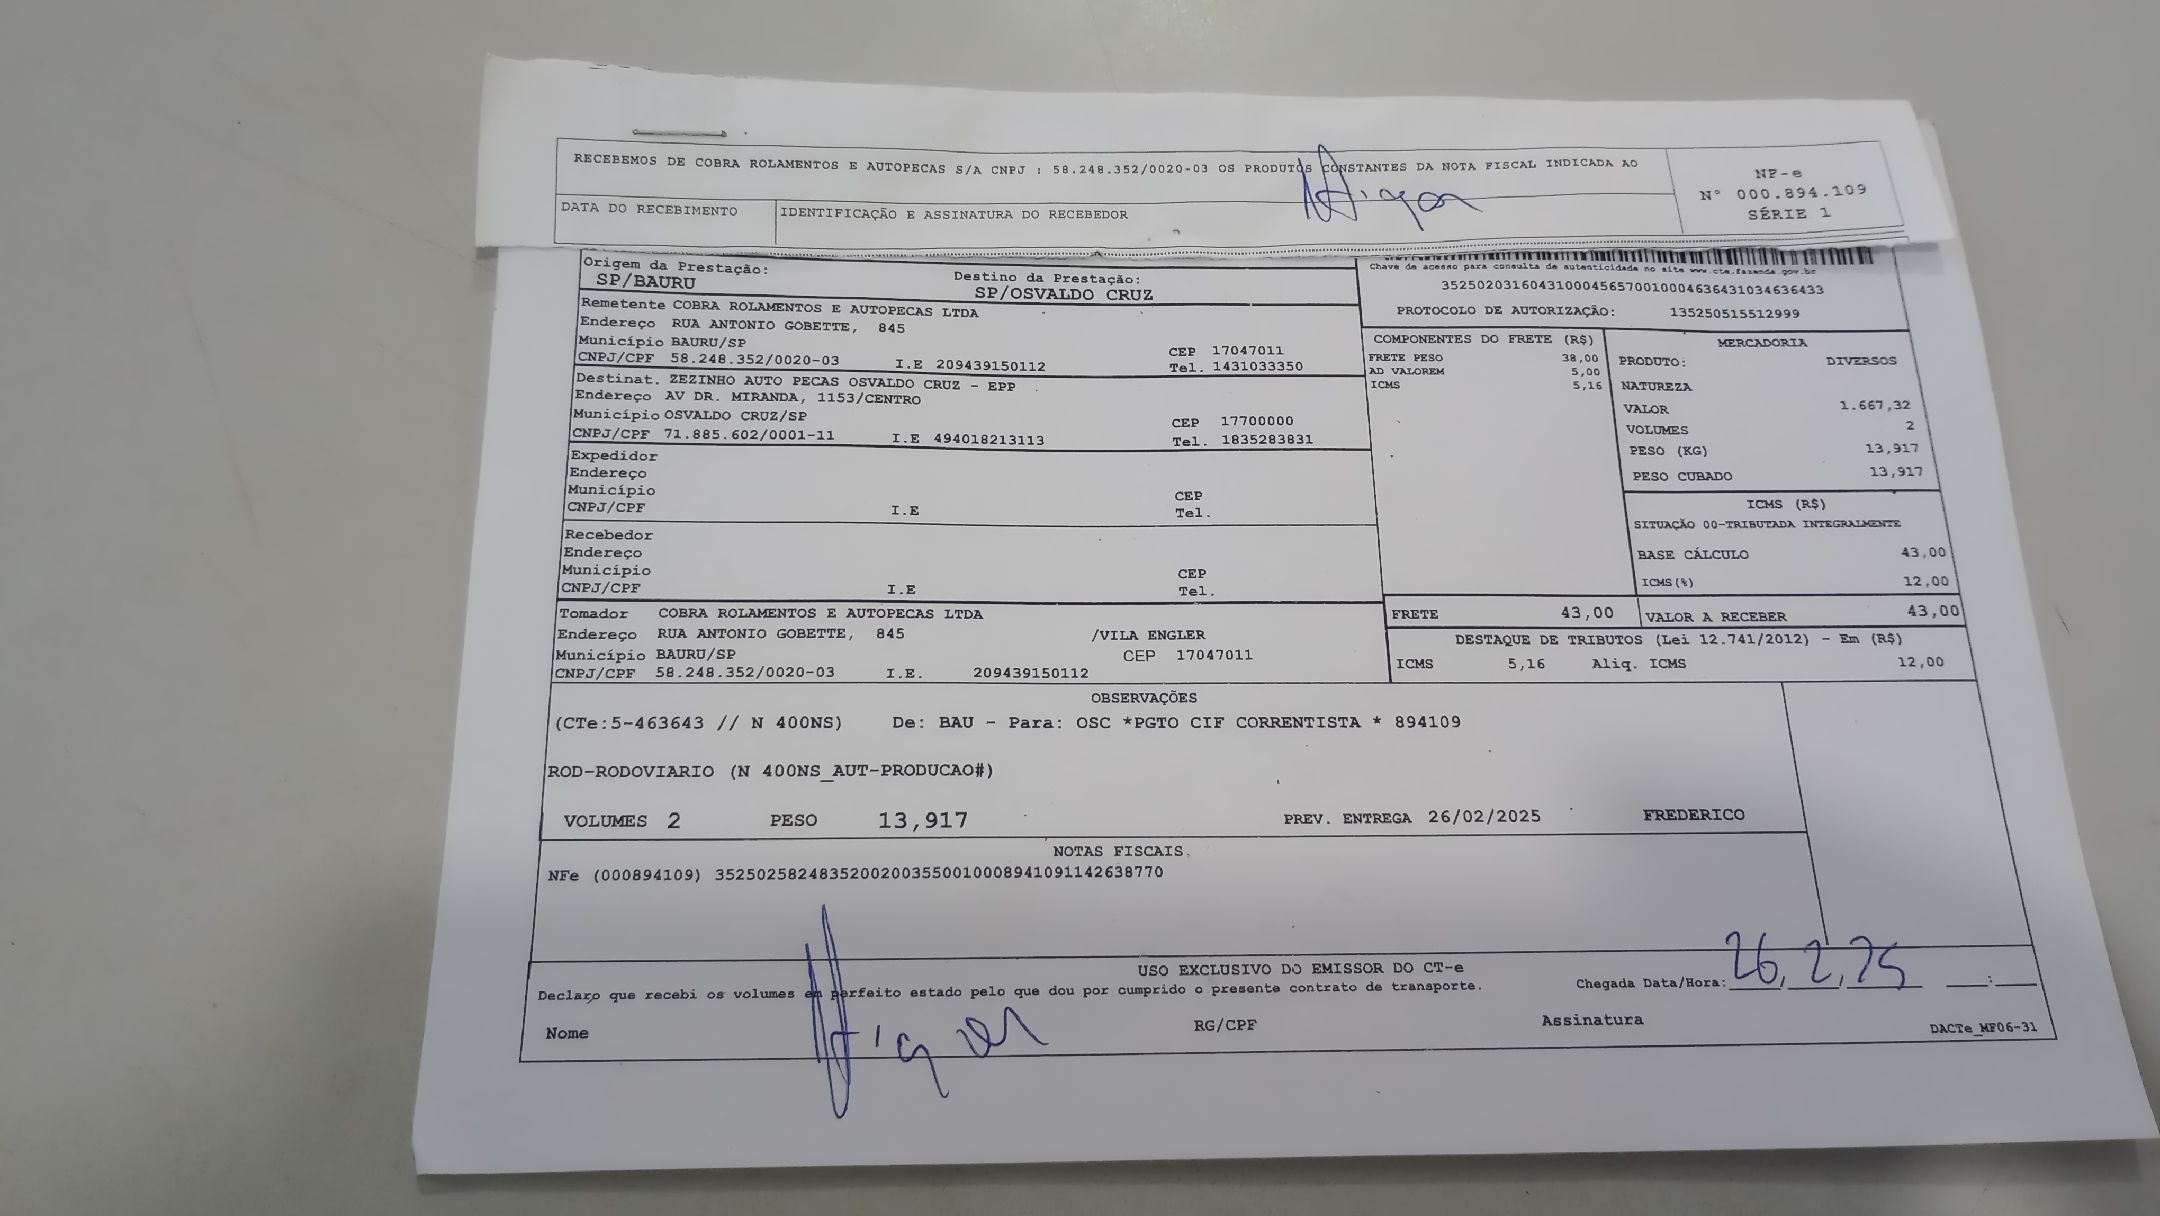 RECEBEMOS DE COBRA ROLAMENTOS E AUTOPECAS S/A CNPJ : 58.248.352/0020-03 OS PRODUTOS CONSTANTES DA NOTA FISCAL INDICADA AO
NF-e
Nº 000.894.109
SÉRIE 1
DATA DO RECEBIMENTO
IDENTIFICAÇÃO E ASSINATURA DO RECEBEDOR
Origem da Prestação:
SP/BAURU
Destino da Prestação:
SP/OSVALDO CRUZ
Chave de acesso para consulta de autenticidade no site www.cte.fazenda.gov.br
35250203160431000456570010004636431034636433
PROTOCOLO DE AUTORIZAÇÃO: 135250515512999
Remetente COBRA ROLAMENTOS E AUTOPECAS LTDA
Endereço RUA ANTONIO GOBETTE, 845
Município BAURU/SP CEP 17047011
CNPJ/CPF 58.248.352/0020-03 I.E 209439150112 Tel. 1431033350
Destinat. ZEZINHO AUTO PECAS OSVALDO CRUZ - EPP
Endereço AV DR. MIRANDA, 1153/CENTRO
Município OSVALDO CRUZ/SP CEP 17700000
CNPJ/CPF 71.885.602/0001-11 I.E 494018213113 Tel. 1835283831
Expedidor
Endereço
Município CEP
CNPJ/CPF I.E Tel.
Recebedor
Endereço
Município CEP
CNPJ/CPF I.E Tel.
Tomador COBRA ROLAMENTOS E AUTOPECAS LTDA
Endereço RUA ANTONIO GOBETTE, 845 /VILA ENGLER
Município BAURU/SP CEP 17047011
CNPJ/CPF 58.248.352/0020-03 I.E. 209439150112
COMPONENTES DO FRETE (R$)
FRETE PESO 38,00
AD VALOREM 5,00
ICMS 5,16
MERCADORIA
PRODUTO: DIVERSOS
NATUREZA
VALOR 1.667,32
VOLUMES 2
PESO (KG) 13,917
PESO CUBADO 13,917
ICMS (R$)
SITUAÇÃO 00-TRIBUTADA INTEGRALMENTE
BASE CÁLCULO 43,00
ICMS(%) 12,00
FRETE 43,00 VALOR A RECEBER 43,00
DESTAQUE DE TRIBUTOS (Lei 12.741/2012) - Em (R$)
ICMS 5,16 Aliq. ICMS 12,00
OBSERVAÇÕES
(CTe:5-463643 // N 400NS) De: BAU - Para: OSC *PGTO CIF CORRENTISTA * 894109
ROD-RODOVIARIO (N 400NS_AUT-PRODUCAO#)
VOLUMES 2 PESO 13,917 PREV. ENTREGA 26/02/2025 FREDERICO
NOTAS FISCAIS
NFe (000894109) 35250258248352002003550010008941091142638770
USO EXCLUSIVO DO EMISSOR DO CT-e
Declaro que recebi os volumes em perfeito estado pelo que dou por cumprido o presente contrato de transporte.
Chegada Data/Hora: 26, 2, 25 :
Nome RG/CPF Assinatura
DACTe_MF06-31